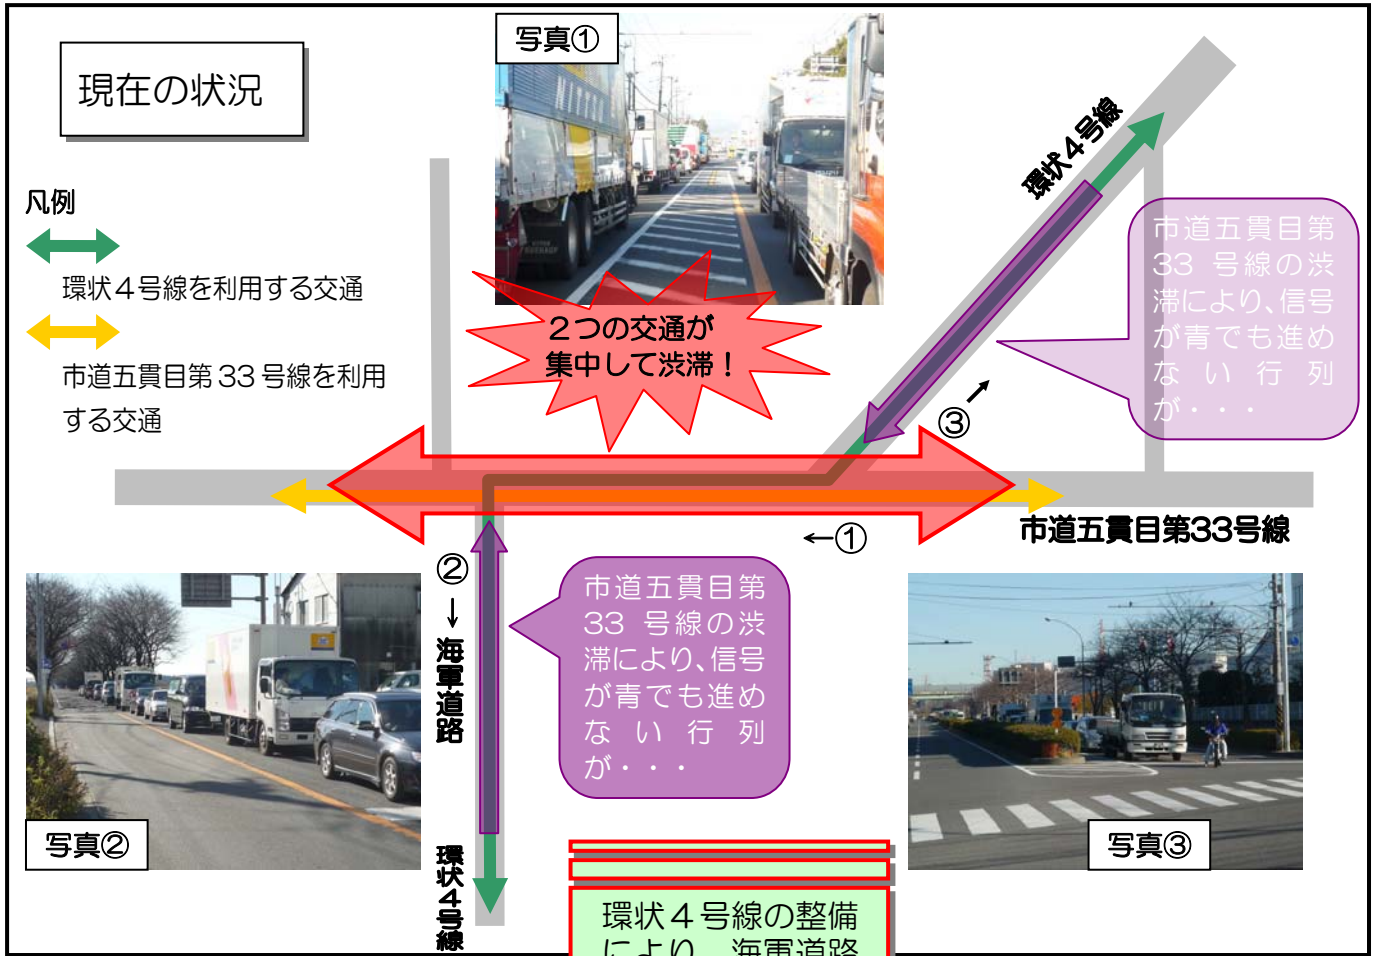 現在の状況
写真①
凡例
環状４号線を利用する交通
市道五貫目第 33 号線を利用
する交通
２つの交通が
集中して渋滞！
環状４号線
市道五貫目第
33 号線の渋
滞により、信号
が青でも進め
ない行列
が・・・
③
市道五貫目第33号線
←①
②
海軍道路
市道五貫目第
33 号線の渋
滞により、信号
が青でも進め
ない行列
が・・・
写真②
写真③
環状４号線
環状４号線の整備
により、海軍道路